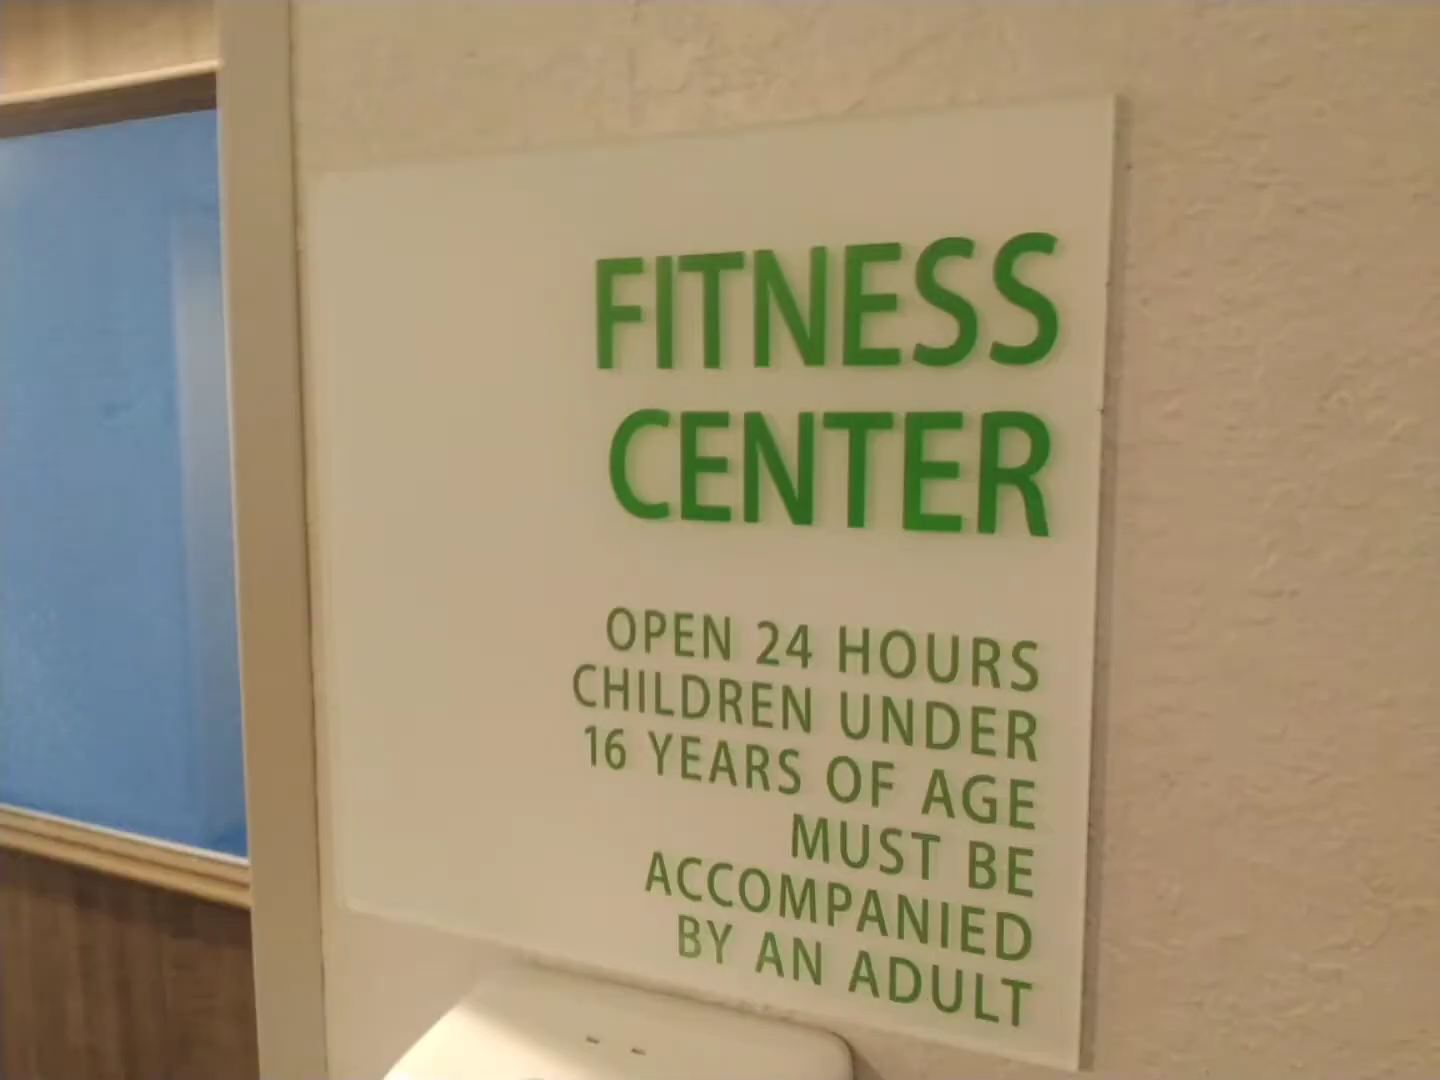 FITNESS
CENTER
OPEN 24 HOURS
CHILDREN UNDER
16 YEARS OF AGE
MUST BE
ACCOMPANIED
BY AN ADULT